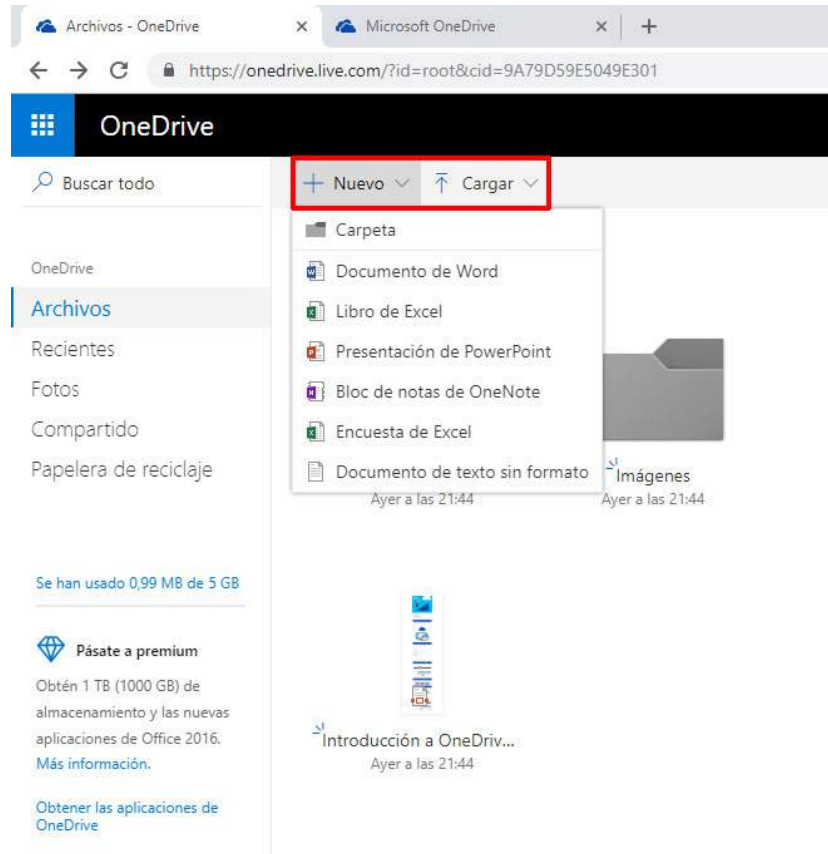 Archivos - OneDrive
Microsoft OneDrive
https://onedrive.live.com/?id=root&cid=9A79D59E5049E301
OneDrive
Buscar todo
Nuevo
Cargar
Carpeta
Documento de Word
Libro de Excel
Presentación de PowerPoint
Bloc de notas de OneNote
Encuesta de Excel
Documento de texto sin formato
OneDrive
Archivos
Recientes
Fotos
Compartido
Papelera de reciclaje
Ayer a las 21:44
Imágenes
Ayer a las 21:44
Se han usado 0,99 MB de 5 GB
Pásate a premium
Obtén 1 TB (1000 GB) de
almacenamiento y las nuevas
aplicaciones de Office 2016.
Más información.
Obtener las aplicaciones de
OneDrive
Introducción a OneDriv...
Ayer a las 21:44